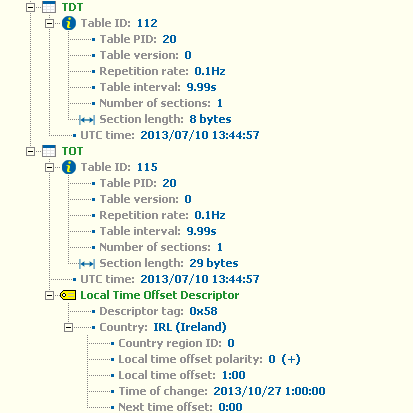 TDT
Table ID: 112
Table PID: 20
Table version: 0
Repetition rate: 0.1Hz
Table interval: 9.99s
Number of sections: 1
Section length: 8 bytes
UTC time: 2013/07/10 13:44:57
TOT
Table ID: 115
Table PID: 20
Table version: 0
Repetition rate: 0.1Hz
Table interval: 9.99s
Number of sections: 1
Section length: 29 bytes
UTC time: 2013/07/10 13:44:57
Local Time Offset Descriptor
Descriptor tag: 0x58
Country: IRL (Ireland)
Country region ID: 0
Local time offset polarity: 0 (+)
Local time offset: 1:00
Time of change: 2013/10/27 1:00:00
Next time offset: 0:00